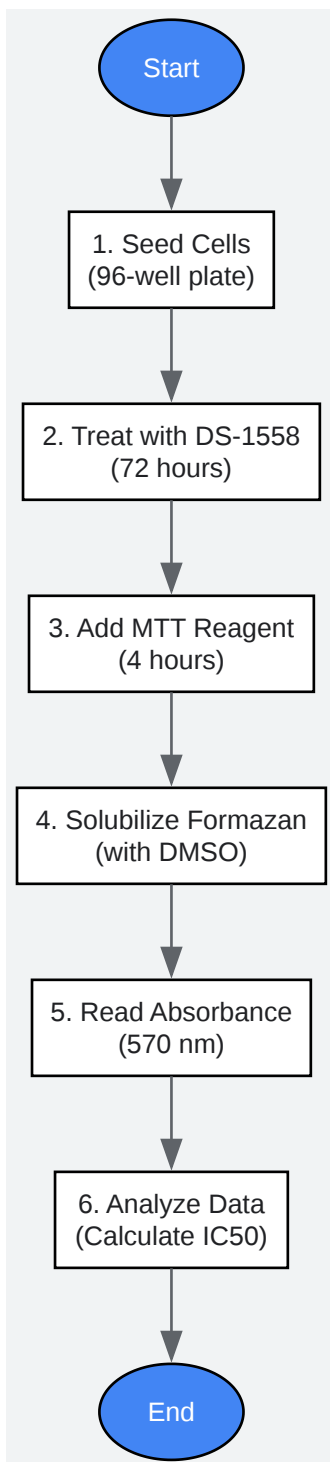 Start
1. Seed Cells
(96-well plate)
2. Treat with DS-1558
(72 hours)
3. Add MTT Reagent
(4 hours)
4. Solubilize Formazan
(with DMSO)
5. Read Absorbance
(570 nm)
6. Analyze Data
(Calculate IC50)
End